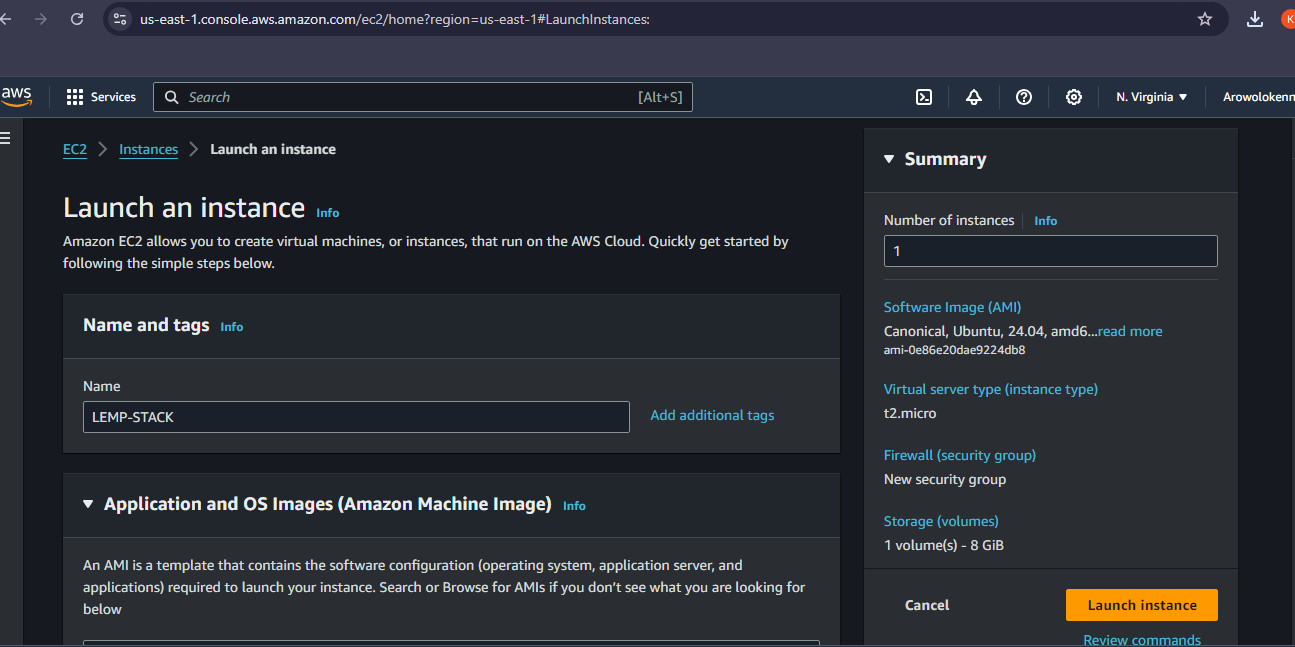 us-east-1.console.aws.amazon.com/ec2/home?region=us-east-1#LaunchInstances:
K
aws
Services
Search
[Alt+S]
N. Virginia
Arowolokenn
EC2
Instances
Launch an instance
Launch an instance
Info
Amazon EC2 allows you to create virtual machines, or instances, that run on the AWS Cloud. Quickly get started by
following the simple steps below.
Name and tags
Info
Name
LEMP-STACK
Add additional tags
Application and OS Images (Amazon Machine Image)
Info
An AMI is a template that contains the software configuration (operating system, application server, and
applications) required to launch your instance. Search or Browse for AMIs if you don't see what you are looking for
below
Summary
Number of instances
Info
1
Software Image (AMI)
Canonical, Ubuntu, 24.04, amd6...read more
ami-0e86e20dae9224db8
Virtual server type (instance type)
t2.micro
Firewall (security group)
New security group
Storage (volumes)
1 volume(s) - 8 GiB
Cancel
Launch instance
Review commands